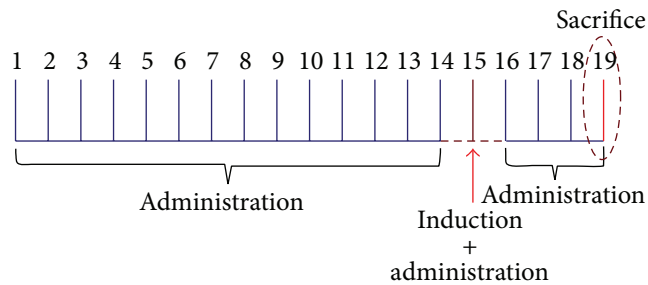 Sacrifice
1 2 3 4 5 6 7 8 9 10 11 12 13 14 15 16 17 18 19
Administration
Administration
Induction
+
administration